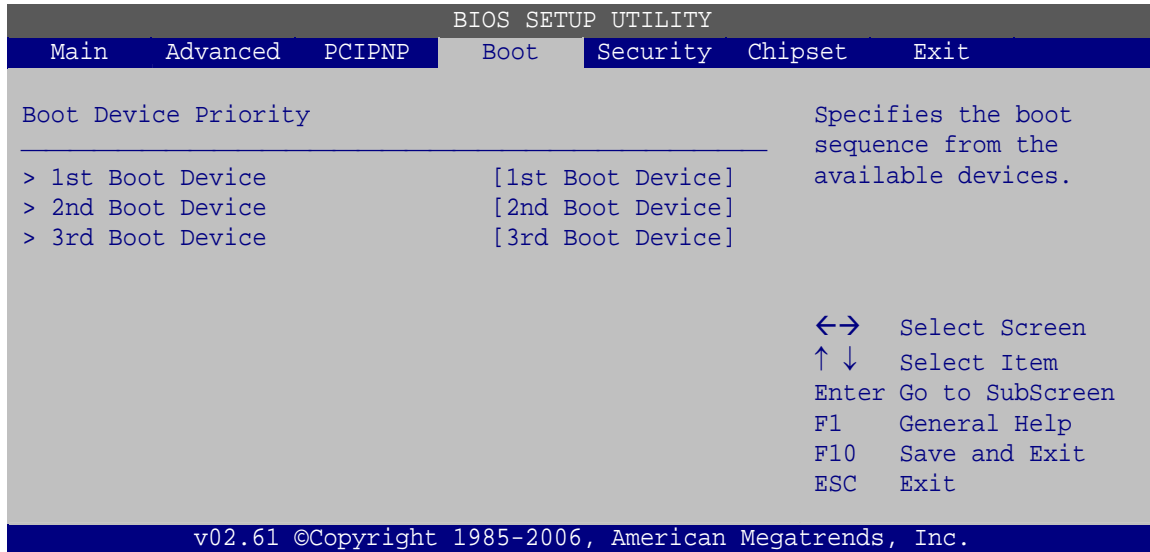 BIOS SETUP UTILITY
Main Advanced PCIPNP Boot Security Chipset Exit
Boot Device Priority
> 1st Boot Device [1st Boot Device]
> 2nd Boot Device [2nd Boot Device]
> 3rd Boot Device [3rd Boot Device]
Specifies the boot
sequence from the
available devices.
←→ Select Screen
↑ ↓ Select Item
Enter Go to SubScreen
F1 General Help
F10 Save and Exit
ESC Exit
v02.61 ©Copyright 1985-2006, American Megatrends, Inc.